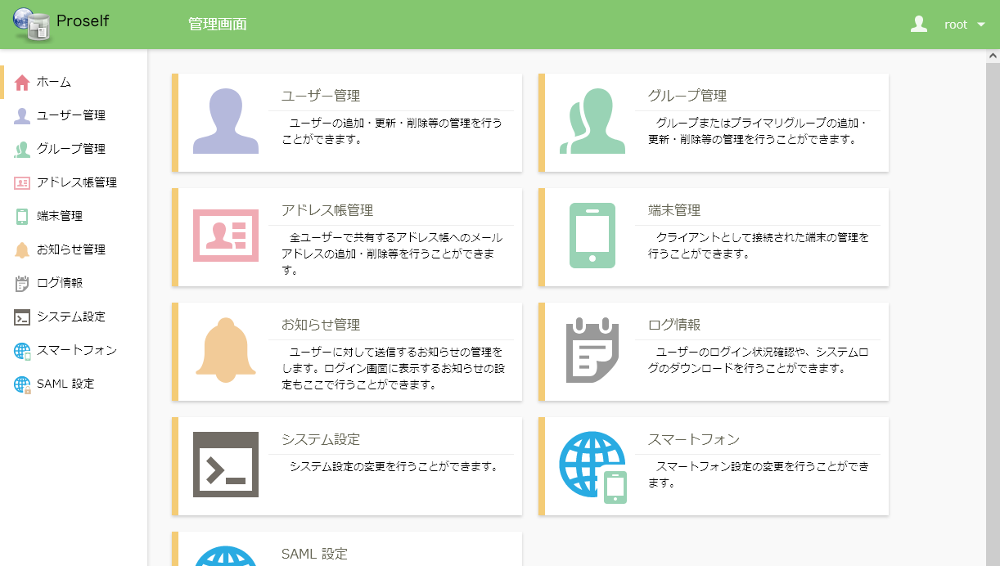 Proself
管理画面
root
ホーム
ユーザー管理
グループ管理
アドレス帳管理
端末管理
お知らせ管理
ログ情報
システム設定
スマートフォン
SAML 設定
ユーザー管理
ユーザーの追加・更新・削除等の管理を行う
ことができます。
グループ管理
グループまたはプライマリグループの追加・
更新・削除等の管理を行うことができます。
アドレス帳管理
全ユーザーで共有するアドレス帳へのメール
アドレスの追加・削除等を行うことができま
す。
端末管理
クライアントとして接続された端末の管理を
行うことができます。
お知らせ管理
ユーザーに対して送信するお知らせの管理を
します。ログイン画面に表示するお知らせの設
定もここで行うことができます。
ログ情報
ユーザーのログイン状況確認や、システムロ
グのダウンロードを行うことができます。
システム設定
システム設定の変更を行うことができます。
スマートフォン
スマートフォン設定の変更を行うことができ
ます。
SAML 設定